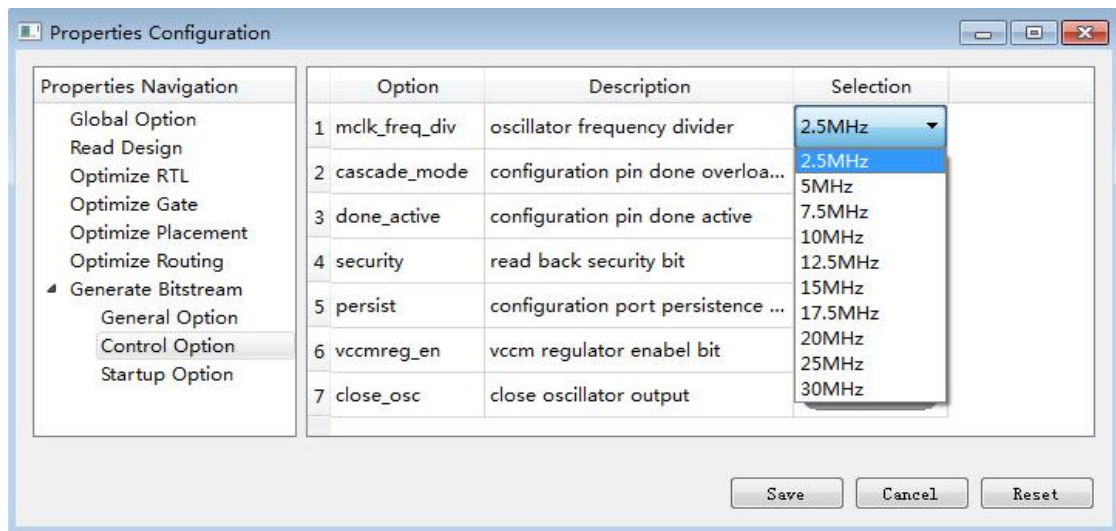 Properties Configuration
Properties Navigation
Global Option
Read Design
Optimize RTL
Optimize Gate
Optimize Placement
Optimize Routing
Generate Bitstream
General Option
Control Option
Startup Option
Option Description Selection
1 mclk_freq_div oscillator frequency divider 2.5MHz
2 cascade_mode configuration pin done overloa...
3 done_active configuration pin done active
4 security read back security bit
5 persist configuration port persistence ...
6 vccmreg_en vccm regulator enabel bit
7 close_osc close oscillator output
2.5MHz
5MHz
7.5MHz
10MHz
12.5MHz
15MHz
17.5MHz
20MHz
25MHz
30MHz
Save Cancel Reset